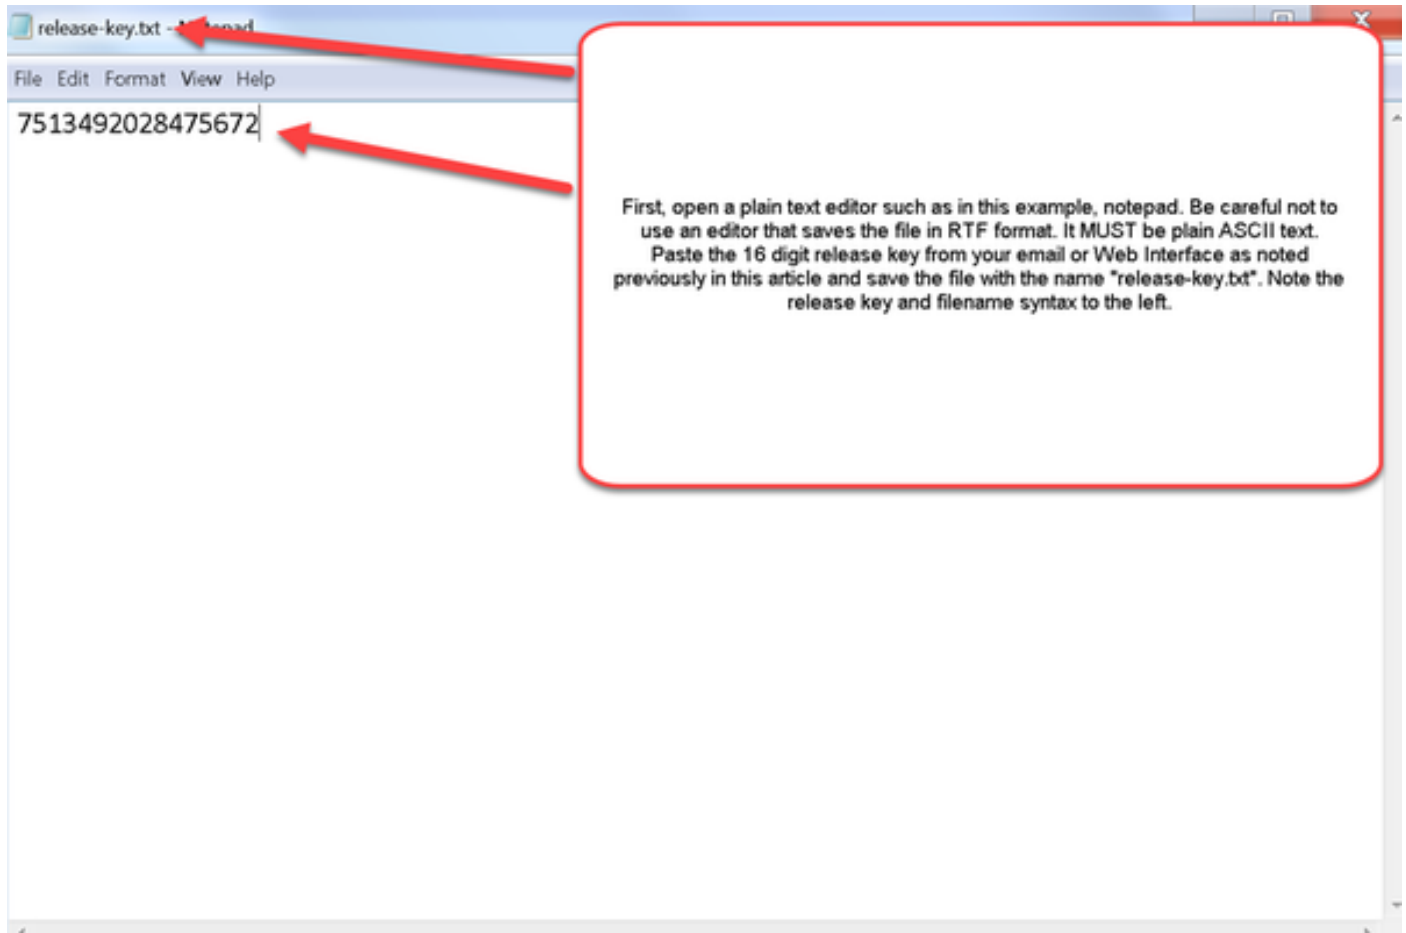 release-key.txt - Notepad
File Edit Format View Help
7513492028475672
First, open a plain text editor such as in this example, notepad. Be careful not to
use an editor that saves the file in RTF format. It MUST be plain ASCII text.
Paste the 16 digit release key from your email or Web Interface as noted
previously in this article and save the file with the name "release-key.txt". Note the
release key and filename syntax to the left.